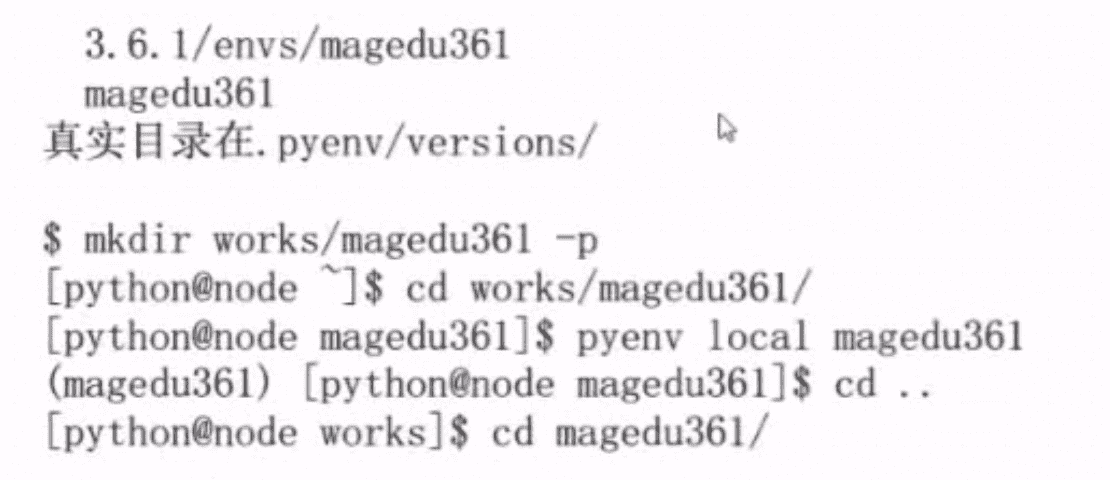 3.6.1/envs/magedu361
magedu361
真实目录在.pyenv/versions/
$ mkdir works/magedu361 -p
[python@node ~]$ cd works/magedu361/
[python@node magedu361]$ pyenv local magedu361
(magedu361) [python@node magedu361]$ cd ..
[python@node works]$ cd magedu361/